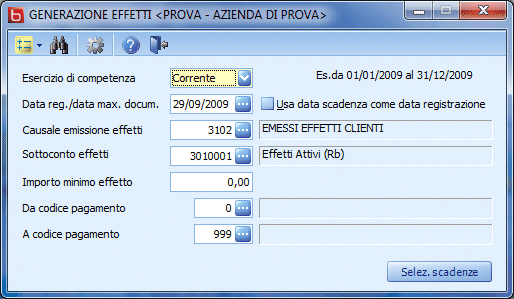 GENERAZIONE EFFETTI <PROVA - AZIENDA DI PROVA>
Esercizio di competenza Corrente Es.da 01/01/2009 al 31/12/2009
Data reg./data max. docum. 29/09/2009 ... Usa data scadenza come data registrazione
Causale emissione effetti 3102 ... EMESSI EFFETTI CLIENTI
Sottoconto effetti 3010001 ... Effetti Attivi (Rb)
Importo minimo effetto 0,00
Da codice pagamento 0 ...
A codice pagamento 999 ...
Selez. scadenze